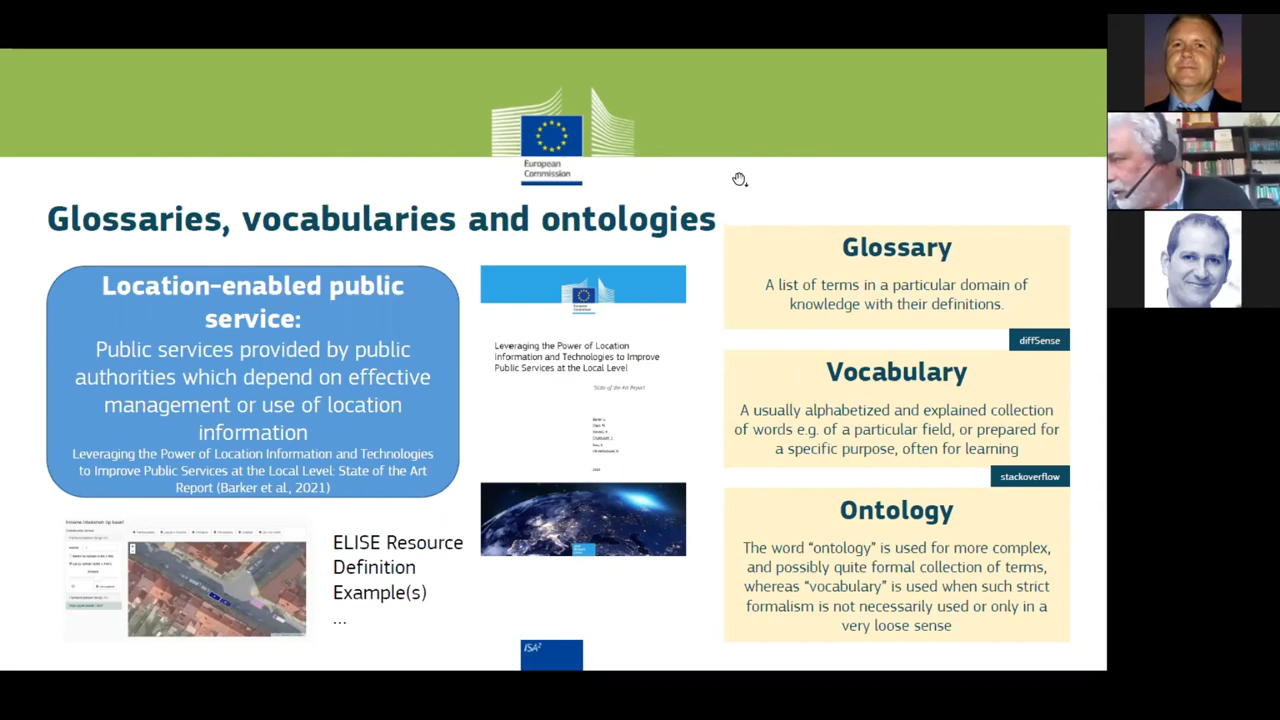 European
Commission
Glossaries, vocabularies and ontologies
Location-enabled public
service:
Public services provided by public
authorities which depend on effective
management or use of location
information
Leveraging the Power of Location Information and Technologies
to Improve Public Services at the Local Level: State of the Art
Report (Barker et al., 2021)
ELISE Resource
Definition
Example(s)
...
Leveraging the Power of Location
Information and Technologies to Improve
Public Services at the Local Level
State of the Art Report
ISA²
Glossary
A list of terms in a particular domain of
knowledge with their definitions.
diffSense
Vocabulary
A usually alphabetized and explained collection
of words e.g. of a particular field, or prepared for
a specific purpose, often for learning
stackoverflow
Ontology
The word “ontology” is used for more complex,
and possibly quite formal collection of terms,
whereas “vocabulary” is used when such strict
formalism is not necessarily used or only in a
very loose sense